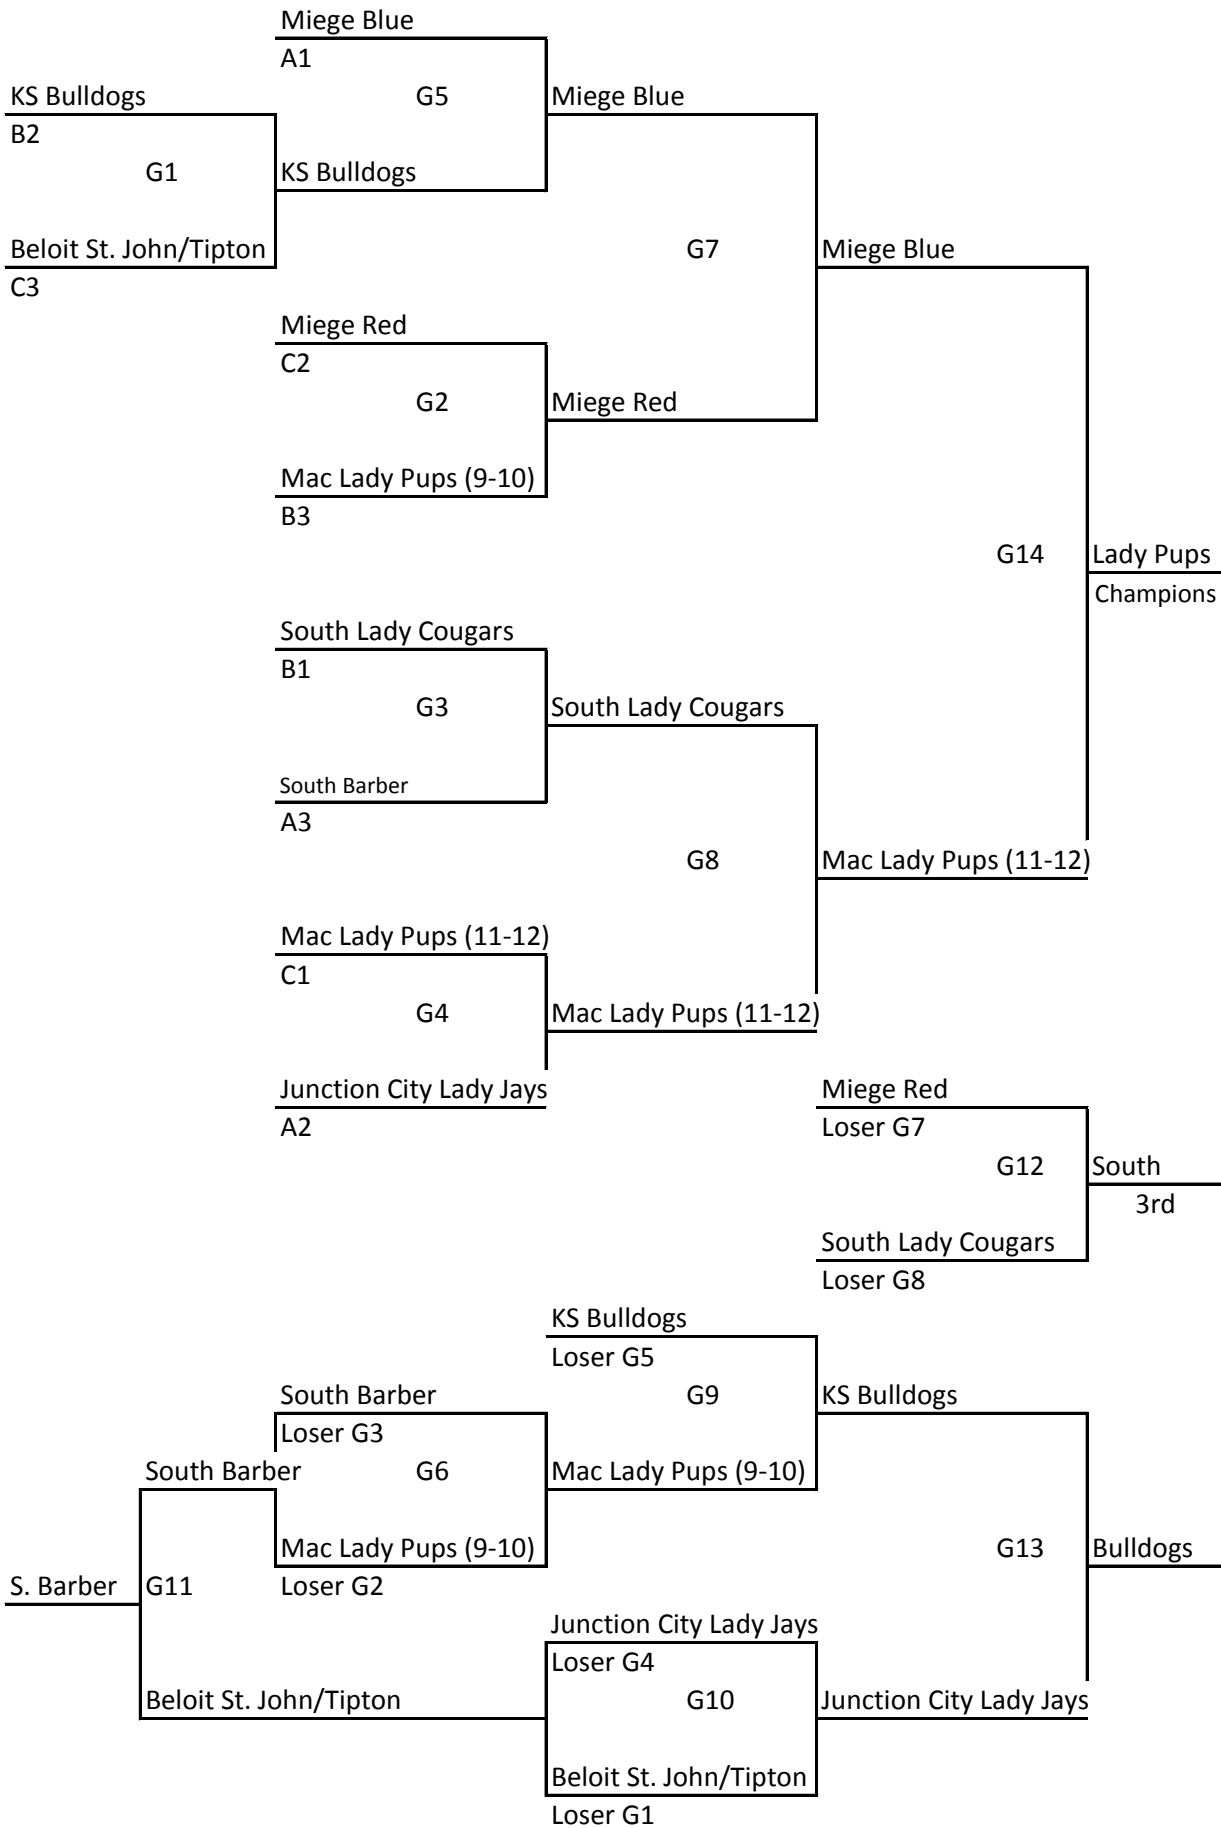 Miege Blue
A1
KS Bulldogs
G5
Miege Blue
B2
G1
KS Bulldogs
Beloit St. John/Tipton
G7
Miege Blue
C3
Miege Red
C2
G2
Miege Red
Mac Lady Pups (9-10)
B3
G14
Lady Pups
Champions
South Lady Cougars
B1
G3
South Lady Cougars
South Barber
A3
G8
Mac Lady Pups (11-12)
Mac Lady Pups (11-12)
C1
G4
Mac Lady Pups (11-12)
Junction City Lady Jays
Miege Red
A2
Loser G7
G12
South
3rd
South Lady Cougars
Loser G8
KS Bulldogs
Loser G5
South Barber
G9
KS Bulldogs
Loser G3
South Barber
G6
Mac Lady Pups (9-10)
Mac Lady Pups (9-10)
G13
Bulldogs
S. Barber
G11
Loser G2
Junction City Lady Jays
Loser G4
Beloit St. John/Tipton
G10
Junction City Lady Jays
Beloit St. John/Tipton
Loser G1